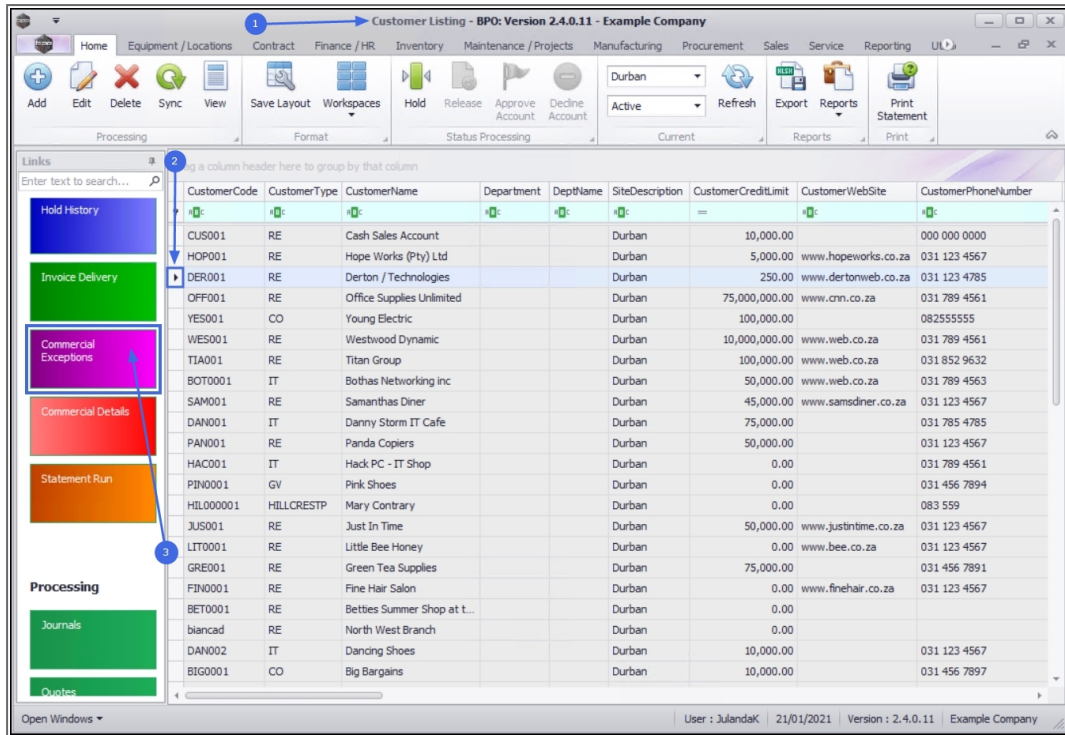 Customer Listing - BPO: Version 2.4.0.11 - Example Company
1
Home Equipment / Locations Contract Finance / HR Inventory Maintenance / Projects Manufacturing Procurement Sales Service Reporting
Add Edit Delete Sync View Save Layout Workspaces Hold Release Approve Account Decline Account Durban Active Refresh Export Reports Print Statement
Processing Format Status Processing Current Reports Print
Links
2
ag a column header here to group by that column
Enter text to search...
CustomerCode CustomerType CustomerName Department DeptName SiteDescription CustomerCreditLimit CustomerWebSite CustomerPhoneNumber
=
CUS001 RE Cash Sales Account Durban 10,000.00 000 000 0000
HOP001 RE Hope Works (Pty) Ltd Durban 5,000.00 www.hopeworks.co.za 031 123 4567
DER001 RE Derton / Technologies Durban 250.00 www.dertonweb.co.za 031 123 4785
OFF001 RE Office Supplies Unlimited Durban 75,000,000.00 www.cnn.co.za 031 789 4561
YES001 CO Young Electric Durban 100,000.00 082555555
WES001 RE Westwood Dynamic Durban 10,000,000.00 www.web.co.za 031 789 4561
TIA001 RE Titan Group Durban 100,000.00 www.web.co.za 031 852 9632
BOT0001 IT Bothas Networking inc Durban 50,000.00 www.web.co.za 031 789 4563
SAM001 RE Samanthas Diner Durban 45,000.00 www.samsdiner.co.za 031 123 4567
DAN001 IT Danny Storm IT Cafe Durban 75,000.00 031 785 4785
PAN001 RE Panda Copiers Durban 50,000.00 031 123 4567
HAC001 IT Hack PC - IT Shop Durban 0.00 031 789 4561
PIN0001 GV Pink Shoes Durban 0.00 031 456 7894
HIL000001 HILLCRESTP Mary Contrary Durban 0.00 083 559
JUS001 RE Just In Time Durban 50,000.00 www.justintime.co.za 031 123 4567
LIT0001 RE Little Bee Honey Durban 0.00 www.bee.co.za 031 123 4567
GRE001 RE Green Tea Supplies Durban 75,000.00 031 456 7891
FIN0001 RE Fine Hair Salon Durban 0.00 www.finehair.co.za 031 123 4567
BET0001 RE Betties Summer Shop at t... Durban 0.00
biancad RE North West Branch Durban 0.00
DAN002 IT Dancing Shoes Durban 10,000.00 031 123 4567
BIG0001 CO Big Bargains Durban 10,000.00 031 456 7897
Hold History
Invoice Delivery
Commercial
Exceptions
Commercial Details
Statement Run
3
Processing
Journals
Quotes
Open Windows User : JulandaK 21/01/2021 Version : 2.4.0.11 Example Company